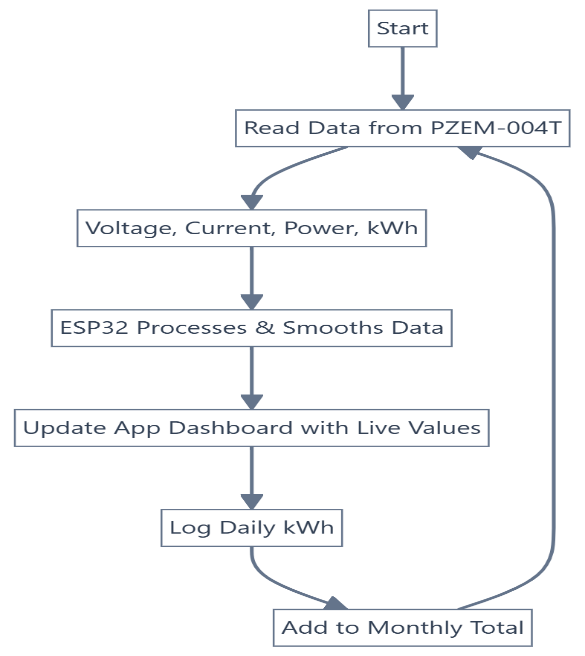 Start
Read Data from PZEM-004T
Voltage, Current, Power, kWh
ESP32 Processes & Smooths Data
Update App Dashboard with Live Values
Log Daily kWh
Add to Monthly Total